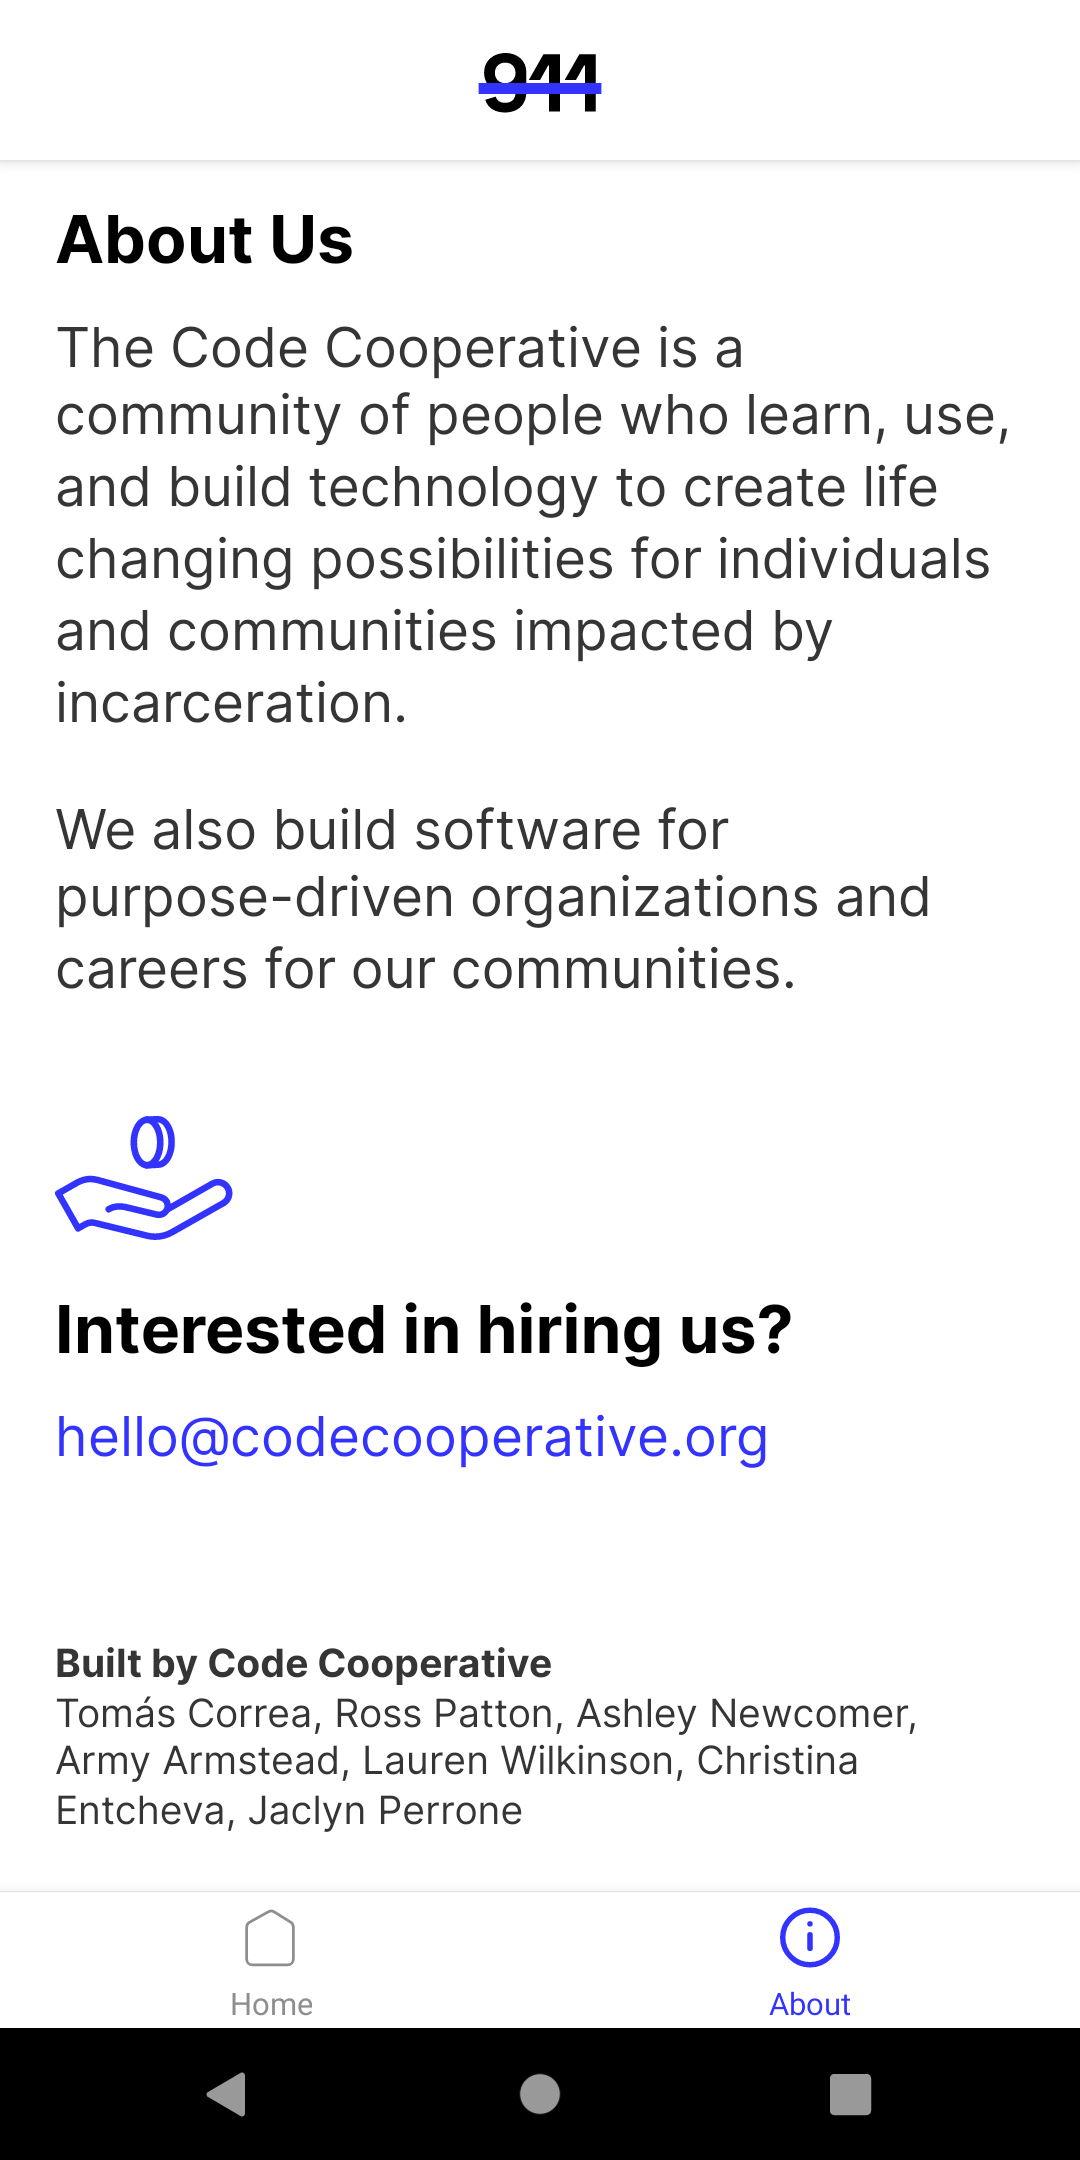 911
About Us
The Code Cooperative is a
community of people who learn, use,
and build technology to create life
changing possibilities for individuals
and communities impacted by
incarceration.
We also build software for
purpose-driven organizations and
careers for our communities.
Interested in hiring us?
hello@codecooperative.org
Built by Code Cooperative
Tomás Correa, Ross Patton, Ashley Newcomer,
Army Armstead, Lauren Wilkinson, Christina
Entcheva, Jaclyn Perrone
Home
About